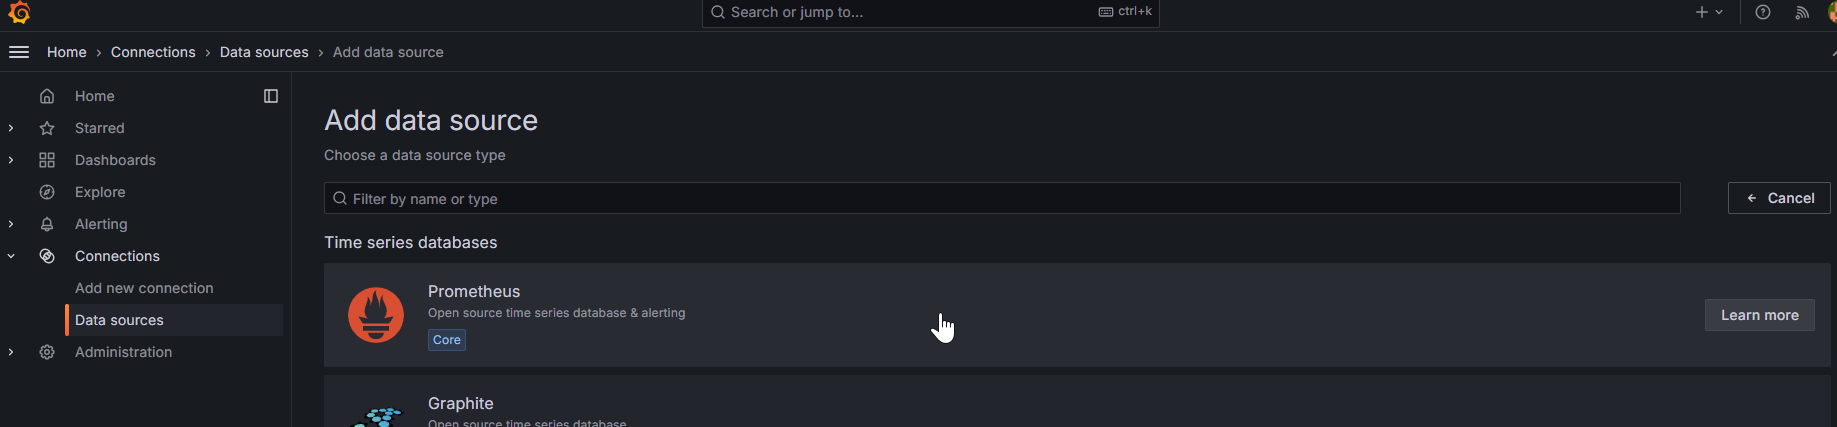 Search or jump to...
ctrl+k
Home › Connections › Data sources › Add data source
Home
Starred
Dashboards
Explore
Alerting
Connections
Add new connection
Data sources
Administration
Add data source
Choose a data source type
Filter by name or type
Cancel
Time series databases
Prometheus
Open source time series database & alerting
Core
Learn more
Graphite
Open source time series database